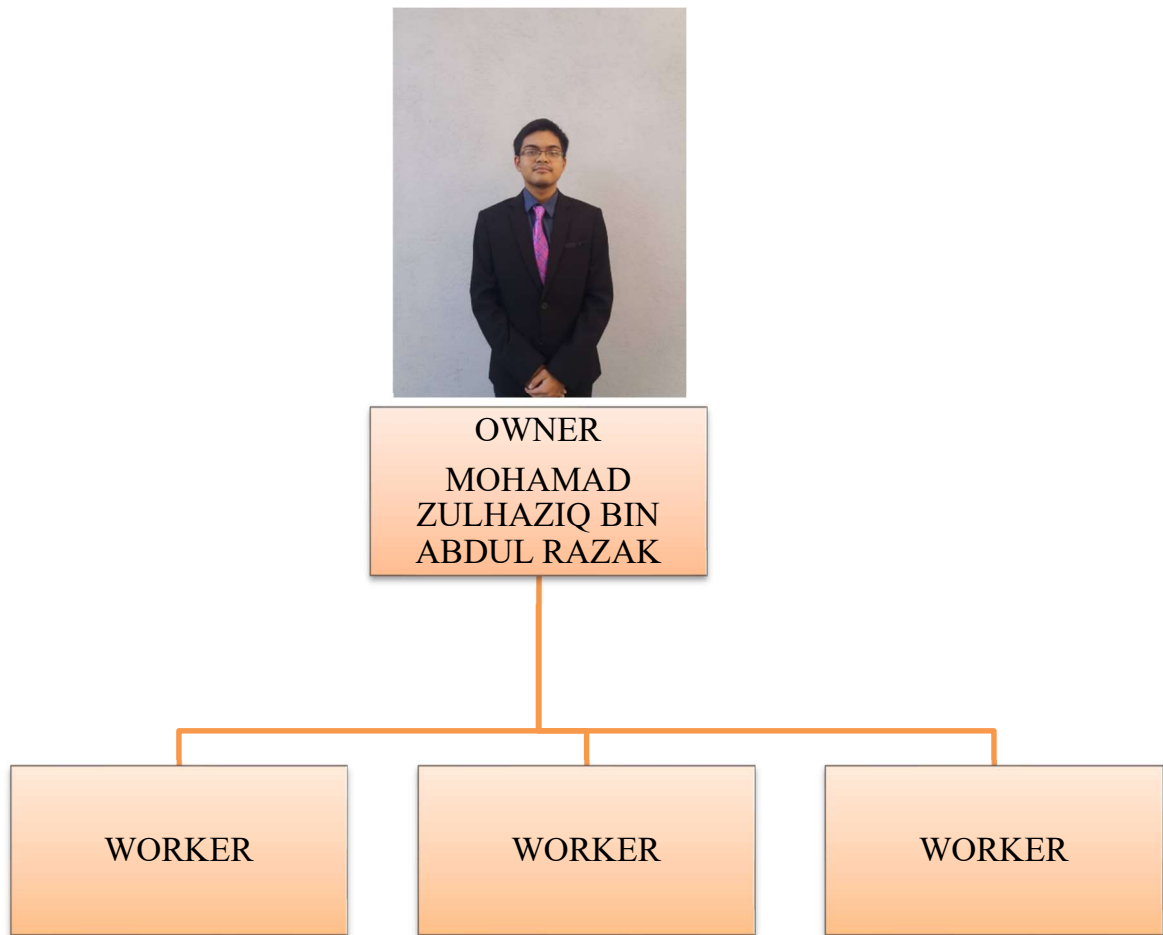 OWNER
MOHAMAD
ZULHAZIQ BIN
ABDUL RAZAK
WORKER
WORKER
WORKER